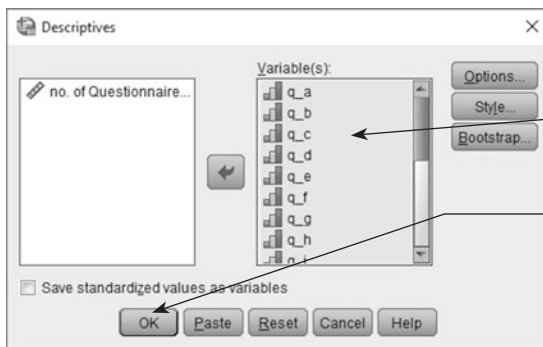 Descriptives
Variable(s):
no. of Questionnaire...
q_a
q_b
q_c
q_d
q_e
q_f
q_g
q_h
Options...
Style...
Bootstrap...
Save standardized values as variables
OK Paste Reset Cancel Help